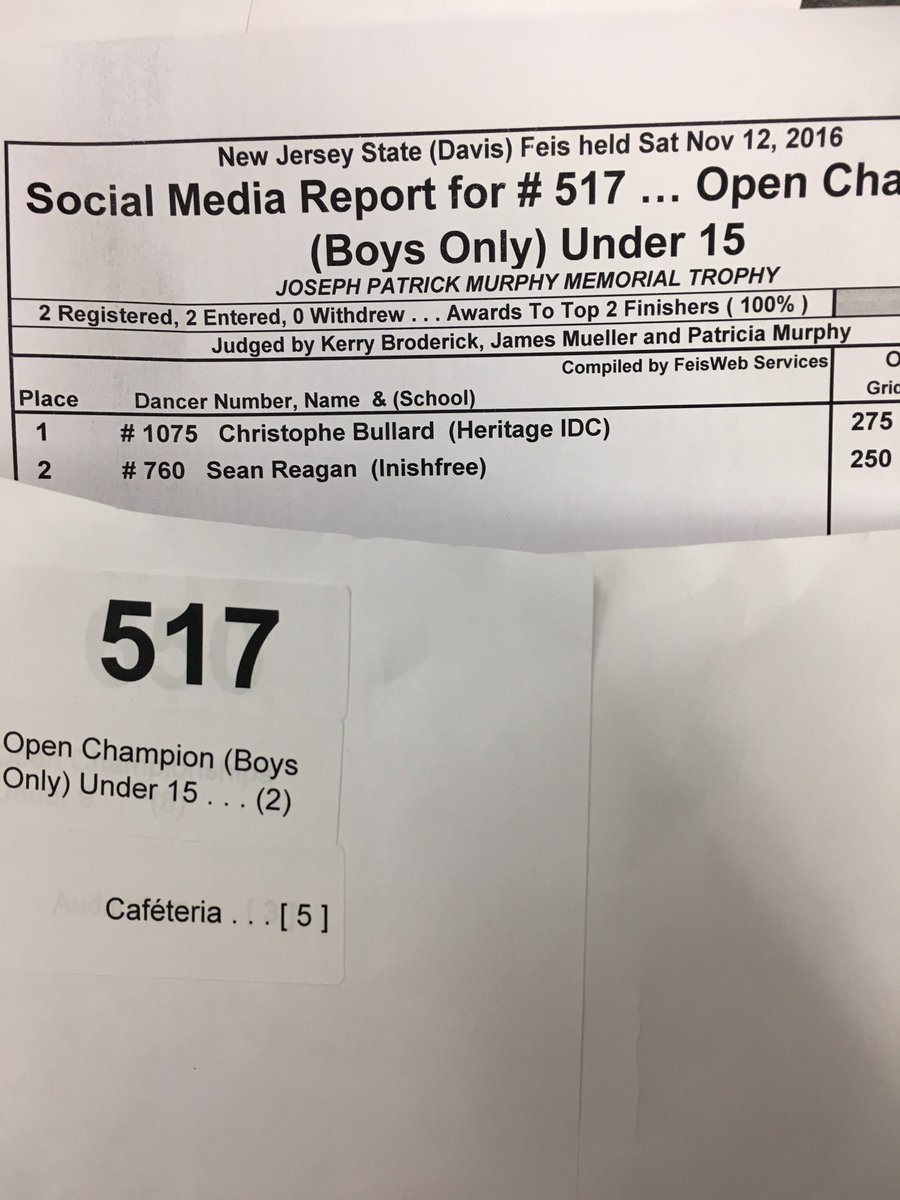 New Jersey State (Davis) Feis held Sat Nov 12, 2016
Social Media Report for # 517 ... Open Cha
(Boys Only) Under 15
JOSEPH PATRICK MURPHY MEMORIAL TROPHY
2 Registered, 2 Entered, 0 Withdrew . . . Awards To Top 2 Finishers ( 100% )
Judged by Kerry Broderick, James Mueller and Patricia Murphy
Compiled by FeisWeb Services O
Place Dancer Number, Name & (School) Grid
1 # 1075 Christophe Bullard (Heritage IDC) 275
2 # 760 Sean Reagan (Inishfree) 250
517
Open Champion (Boys
Only) Under 15 . . . (2)
Caféteria . . . [ 5 ]